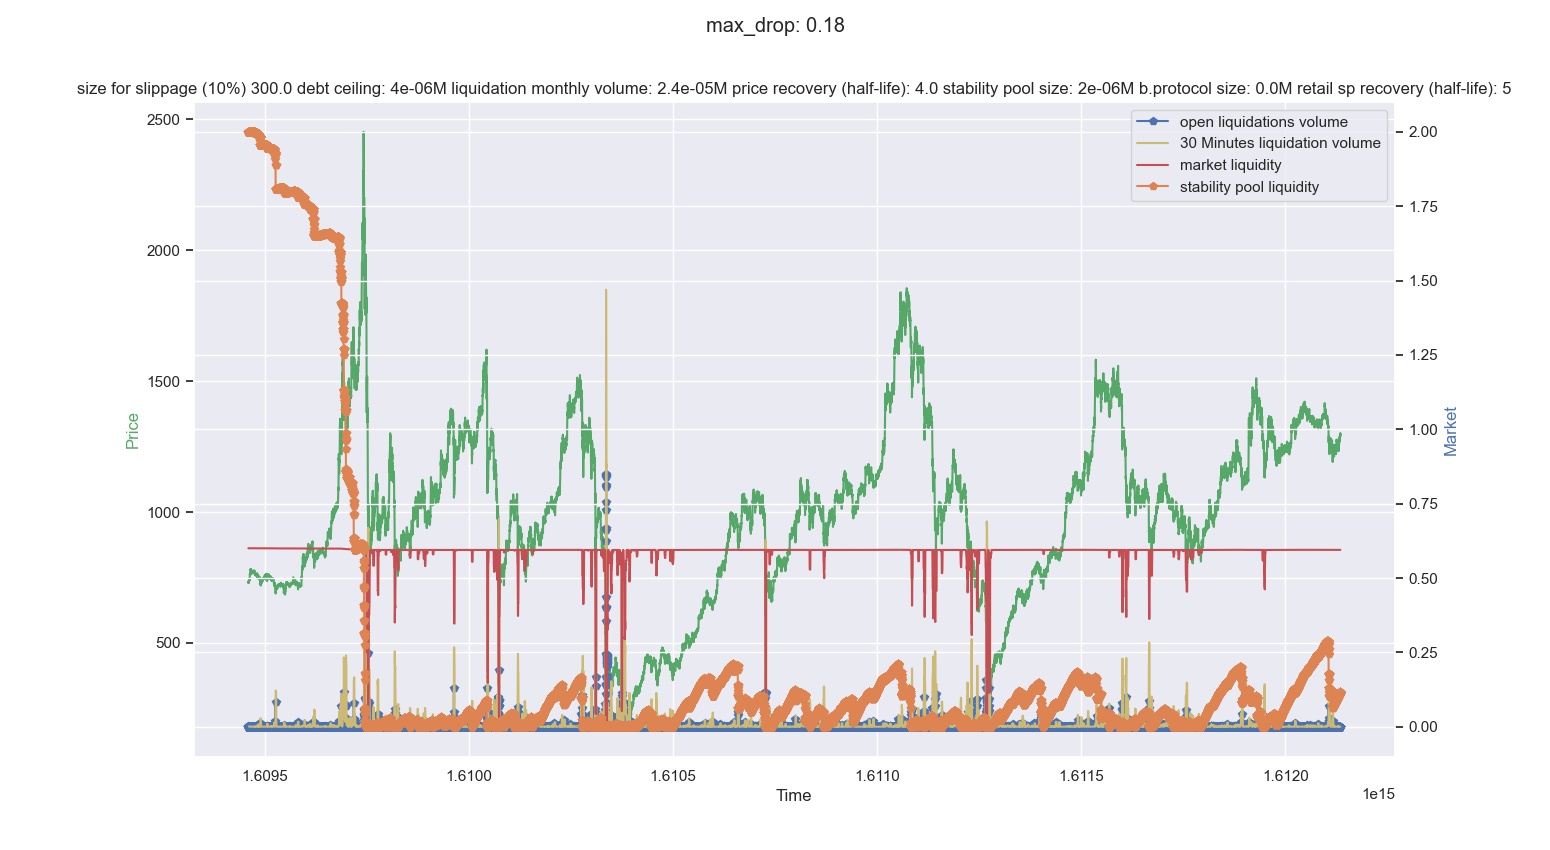 max_drop: 0.18
size for slippage (10%) 300.0 debt ceiling: 4e-06M liquidation monthly volume: 2.4e-05M price recovery (half-life): 4.0 stability pool size: 2e-06M b.protocol size: 0.0M retail sp recovery (half-life): 5
open liquidations volume
30 Minutes liquidation volume
market liquidity
stability pool liquidity
2500
2000
1500
1000
500
Price
2.00
1.75
1.50
1.25
1.00
0.75
0.50
0.25
0.00
Market
1.6095 1.6100 1.6105 1.6110 1.6115 1.6120
Time
1e15